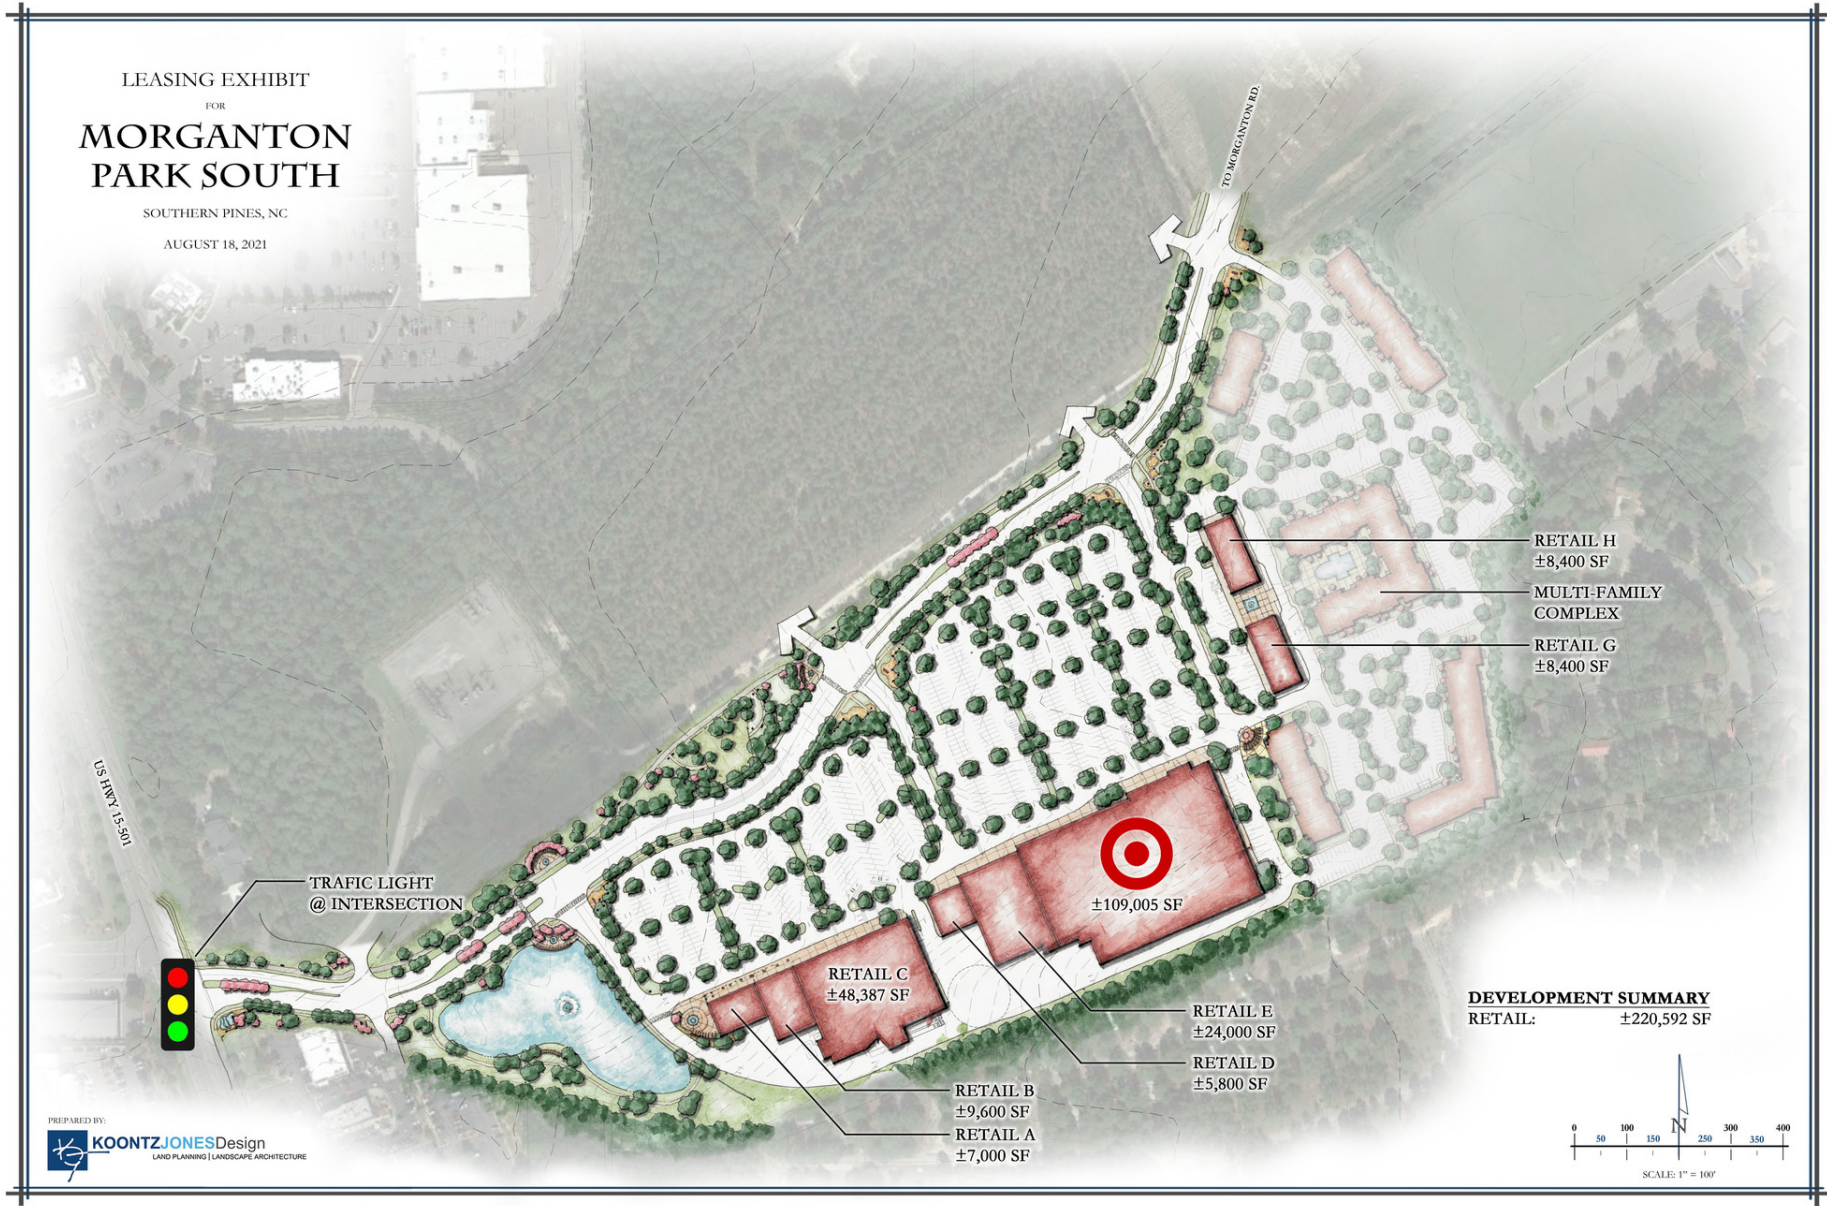 LEASING EXHIBIT
FOR
MORGANTON
PARK SOUTH
SOUTHERN PINES, NC
AUGUST 18, 2021
TO MORGANTON RD.
RETAIL H
±8,400 SF
MULTI-FAMILY
COMPLEX
RETAIL G
±8,400 SF
US HWY 15-501
TRAFIC LIGHT
@ INTERSECTION
±109,005 SF
RETAIL C
±48,387 SF
RETAIL E
±24,000 SF
RETAIL D
±5,800 SF
RETAIL B
±9,600 SF
RETAIL A
±7,000 SF
DEVELOPMENT SUMMARY
RETAIL: ±220,592 SF
N
0 100 300 400
50 150 250 350
SCALE: 1" = 100'
PREPARED BY:
KOONTZJONESDesign
LAND PLANNING | LANDSCAPE ARCHITECTURE